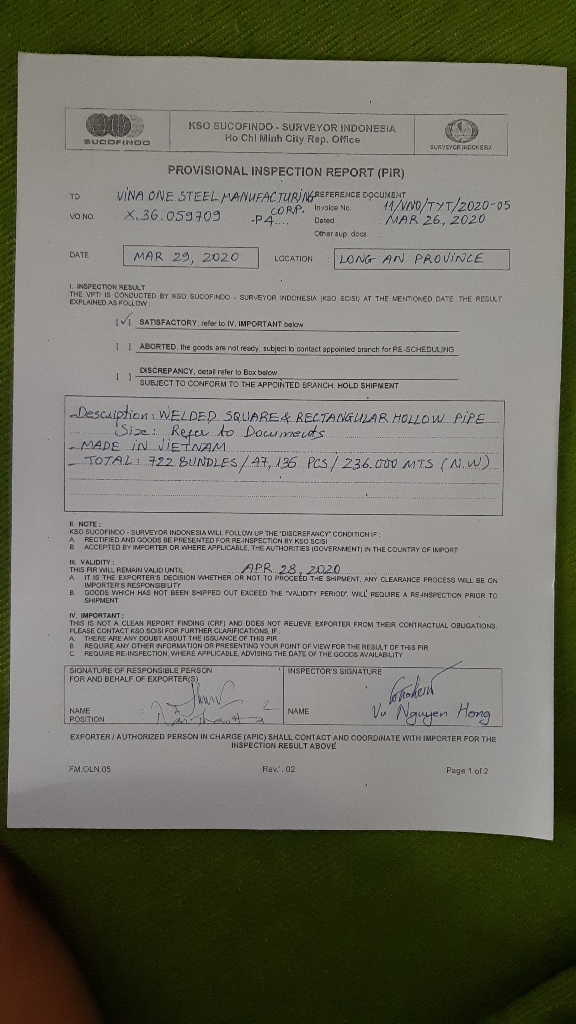 SUCOFINDO
KSO SUCOFINDO - SURVEYOR INDONESIA
Ho Chi Minh City Rep. Office
SURVEYOR INDONESIA
PROVISIONAL INSPECTION REPORT (PIR)
TO VINA ONE STEEL MANUFACTURING CORP.
VO NO. X.36.059709 -P4....
REFERENCE DOCUMENT
Invoice No. 11/VNO/TYT/2020-05
Dated MAR 26, 2020
Other sup. docs. :
DATE MAR 29, 2020 LOCATION : LONG AN PROVINCE
I. INSPECTION RESULT
THE VPTI IS CONDUCTED BY KSO SUCOFINDO - SURVEYOR INDONESIA (KSO SCISI) AT THE MENTIONED DATE. THE RESULT
EXPLAINED AS FOLLOW :
[✓] SATISFACTORY, refer to IV. IMPORTANT below
[ ] ABORTED, the goods are not ready, subject to contact appointed branch for RE-SCHEDULING
[ ] DISCREPANCY, detail refer to Box below
SUBJECT TO CONFORM TO THE APPOINTED BRANCH, HOLD SHIPMENT
- Description: WELDED SQUARE & RECTANGULAR HOLLOW PIPE
Size: Refer to Documents
- MADE IN VIETNAM
- TOTAL: 722 BUNDLES / 47,135 PCS / 236.000 MTS (N.W)
II. NOTE :
KSO SUCOFINDO - SURVEYOR INDONESIA WILL FOLLOW UP THE "DISCREPANCY" CONDITION IF :
A. RECTIFIED AND GOODS BE PRESENTED FOR RE-INSPECTION BY KSO SCISI
B. ACCEPTED BY IMPORTER OR WHERE APPLICABLE, THE AUTHORITIES (GOVERNMENT) IN THE COUNTRY OF IMPORT
III. VALIDITY :
THIS PIR WILL REMAIN VALID UNTIL APR 28, 2020
A. IT IS THE EXPORTER'S DECISION WHETHER OR NOT TO PROCEED THE SHIPMENT, ANY CLEARANCE PROCESS WILL BE ON
IMPORTER'S RESPONSIBILITY
B. GOODS WHICH HAS NOT BEEN SHIPPED OUT EXCEED THE "VALIDITY PERIOD", WILL REQUIRE A RE-INSPECTION PRIOR TO
SHIPMENT
IV. IMPORTANT :
THIS IS NOT A CLEAN REPORT FINDING (CRF) AND DOES NOT RELIEVE EXPORTER FROM THEIR CONTRACTUAL OBLIGATIONS.
PLEASE CONTACT KSO SCISI FOR FURTHER CLARIFICATIONS, IF :
A. THERE ARE ANY DOUBT ABOUT THE ISSUANCE OF THIS PIR
B. REQUIRE ANY OTHER INFORMATION OR PRESENTING YOUR POINT OF VIEW FOR THE RESULT OF THIS PIR
C. REQUIRE RE-INSPECTION, WHERE APPLICABLE, ADVISING THE DATE OF THE GOODS AVAILABILITY
SIGNATURE OF RESPONSIBLE PERSON
FOR AND BEHALF OF EXPORTER(S)
NAME
POSITION
INSPECTOR'S SIGNATURE
NAME Vu Nguyen Hong
EXPORTER / AUTHORIZED PERSON IN CHARGE (APIC) SHALL CONTACT AND COORDINATE WITH IMPORTER FOR THE
INSPECTION RESULT ABOVE
FM.OLN.05 Rev. : 02 Page 1 of 2